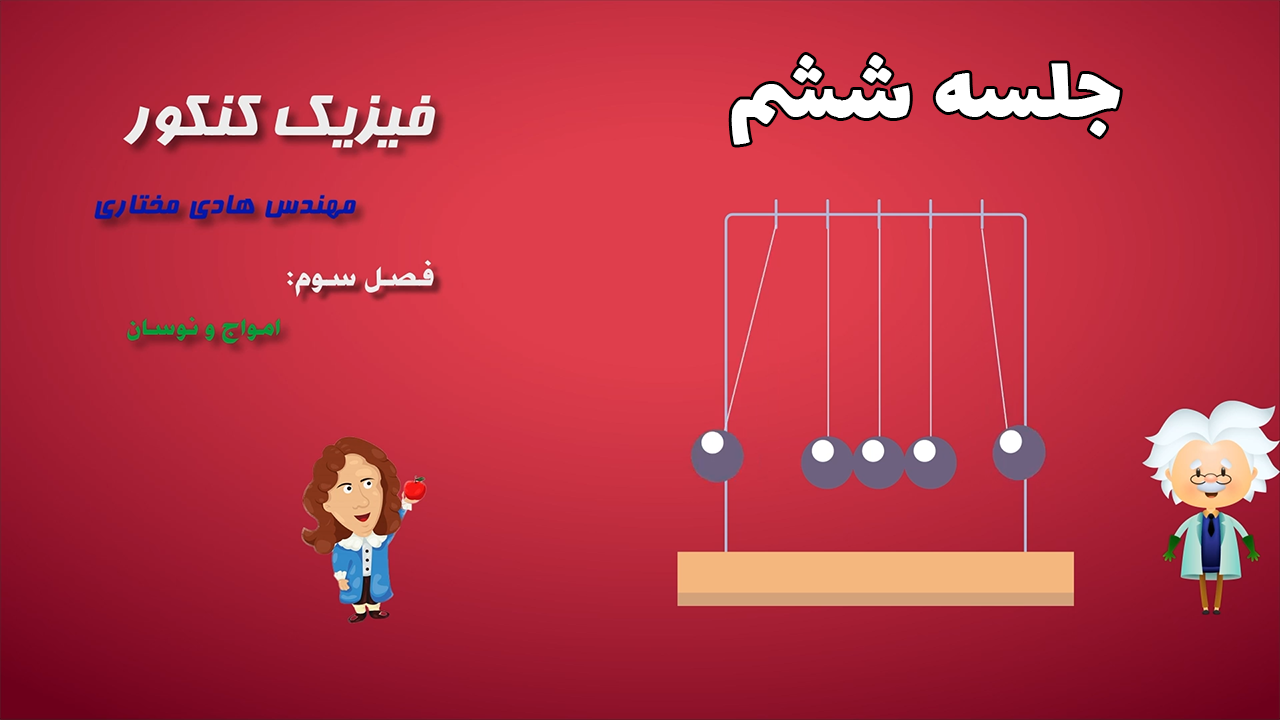 جلسه ششم
فیزیک کنکور
مهندس هادی مختاری
فصل سوم:
امواج و نوسان